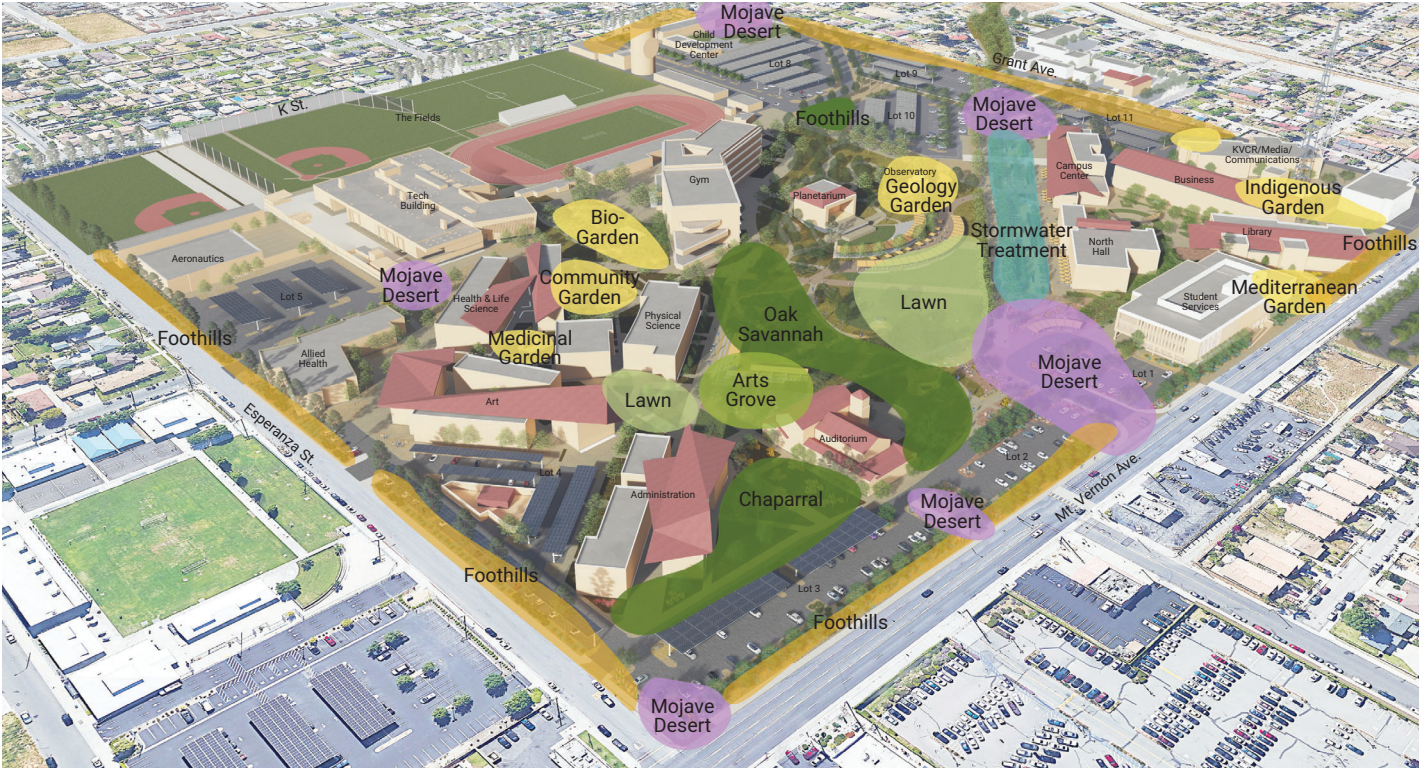 Mojave
Desert
Child
Development
Center
Lot 8
Lot 9
Grant Ave.
K St.
The Fields
Foothills
Lot 10
Mojave
Desert
Lot 11
KVCR/Media/
Communications
Campus
Center
Business
Indigenous
Garden
Gym
Planetarium
Observatory
Geology
Garden
Tech
Building
Bio-
Garden
Stormwater
Treatment
North
Hall
Library
Foothills
Aeronautics
Mojave
Desert
Lot 5
Health & Life
Science
Community
Garden
Physical
Science
Oak
Savannah
Lawn
Student
Services
Mediterranean
Garden
Foothills
Allied
Health
Medicinal
Garden
Mojave
Desert
Lot 1
Art
Lawn
Arts
Grove
Auditorium
Esperanza St.
Lot 4
Administration
Chaparral
Lot 2
Mojave
Desert
Mt. Vernon Ave.
Foothills
Lot 3
Foothills
Mojave
Desert